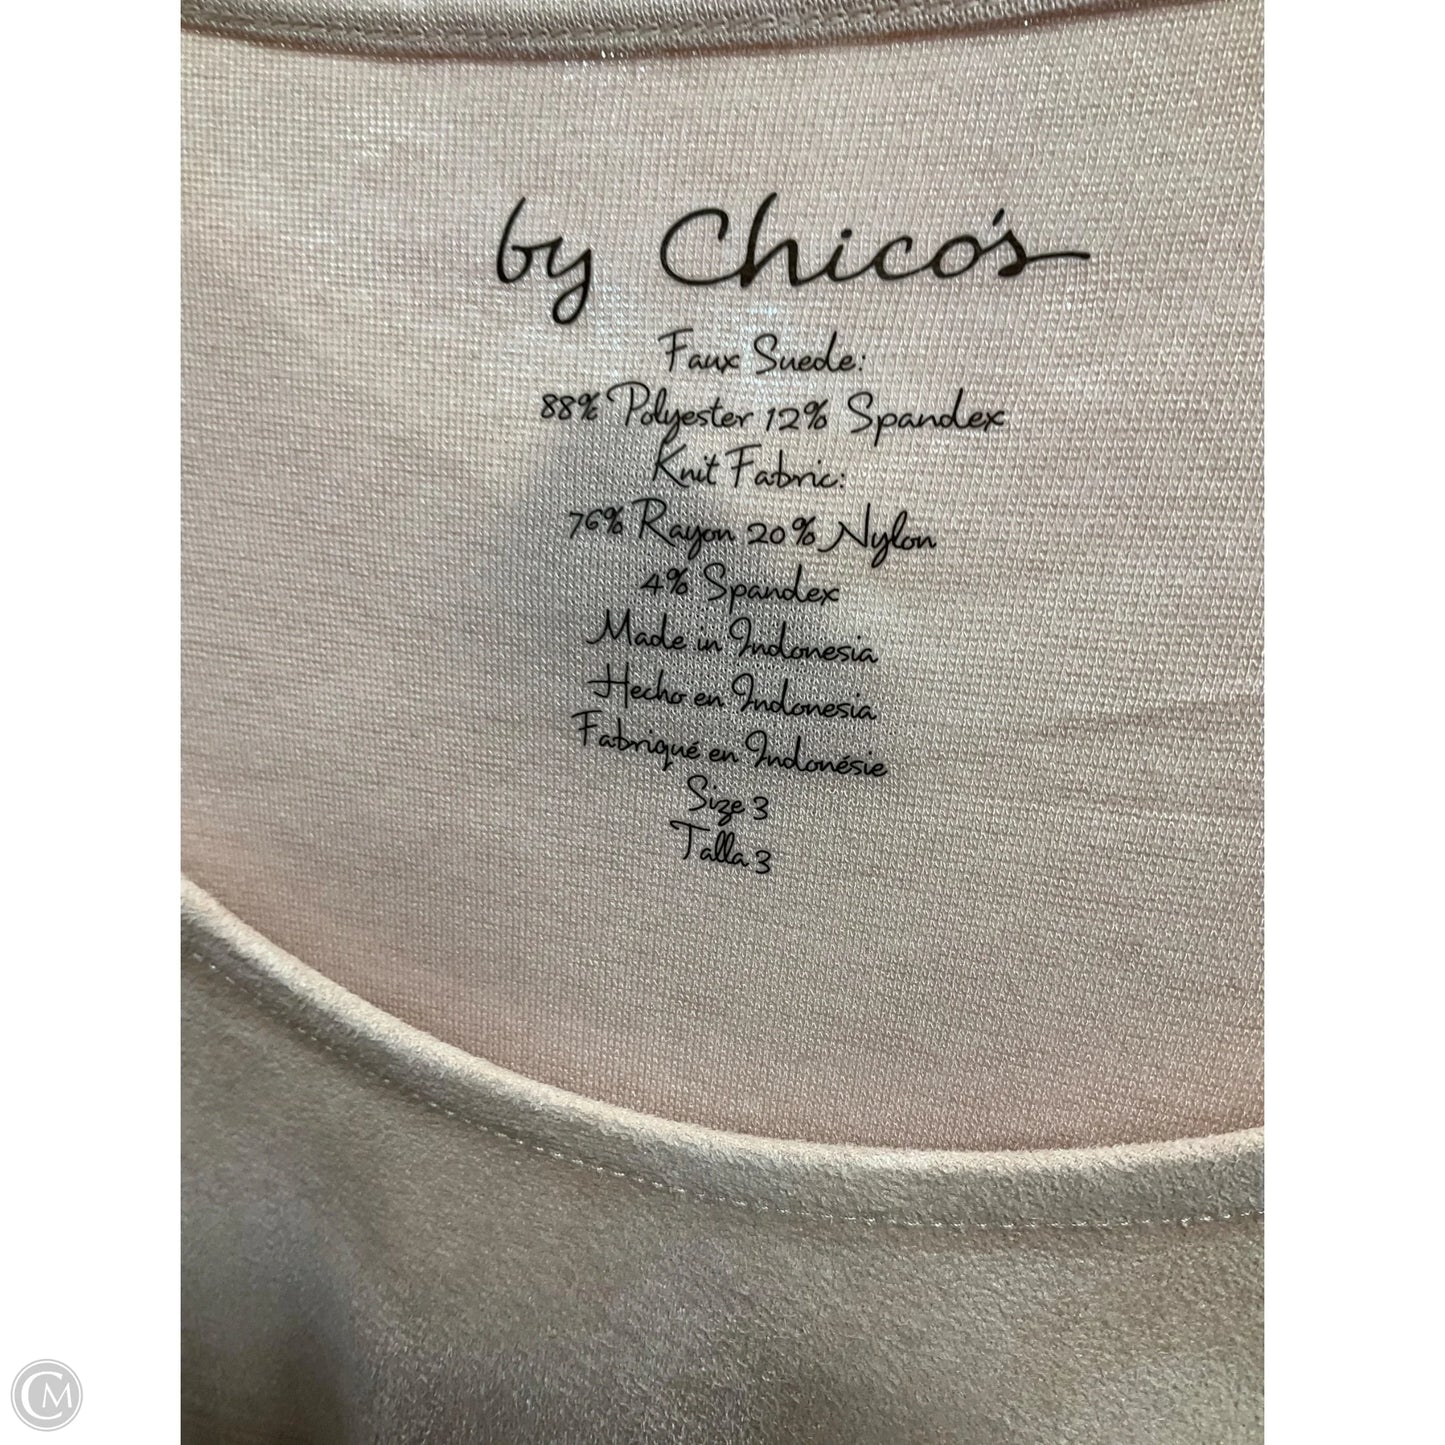 by Chico's
Faux Suede:
88% Polyester 12% Spandex
Knit Fabric:
76% Rayon 20% Nylon
4% Spandex
Made in Indonesia
Hecho en Indonesia
Fabriqué en Indonésie
Size 3
Talla 3
CM